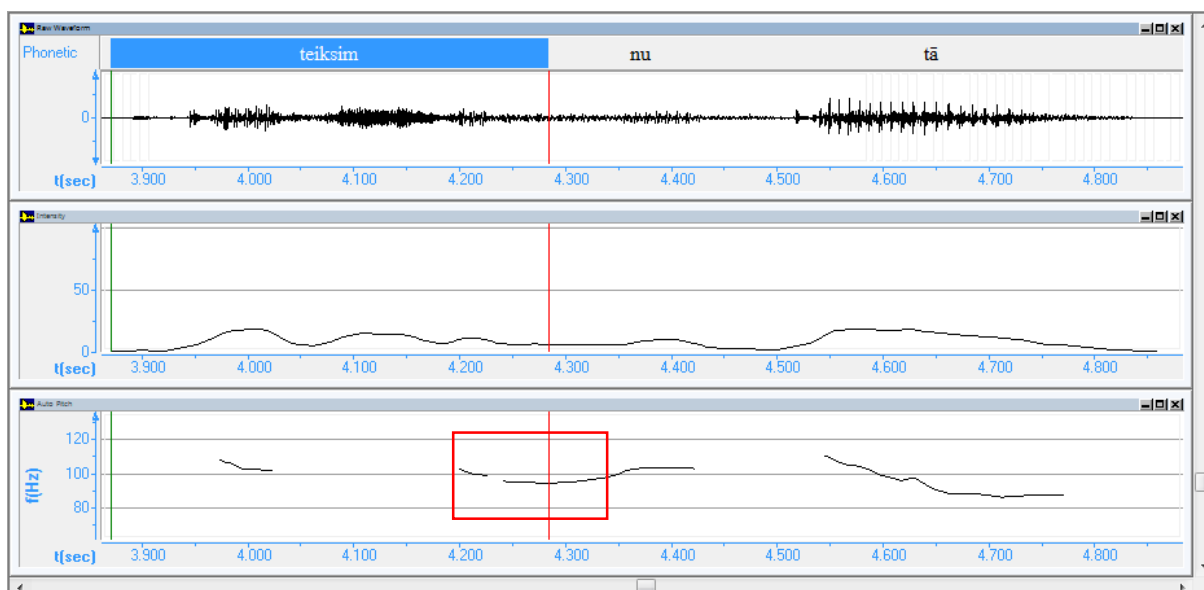 Raw Waveform
Phonetic teiksim nu tā
0
t(sec) 3.900 4.000 4.100 4.200 4.300 4.400 4.500 4.600 4.700 4.800
Intensity
50
0
t(sec) 3.900 4.000 4.100 4.200 4.300 4.400 4.500 4.600 4.700 4.800
Auto Pitch
120
100
80
f(Hz)
t(sec) 3.900 4.000 4.100 4.200 4.300 4.400 4.500 4.600 4.700 4.800